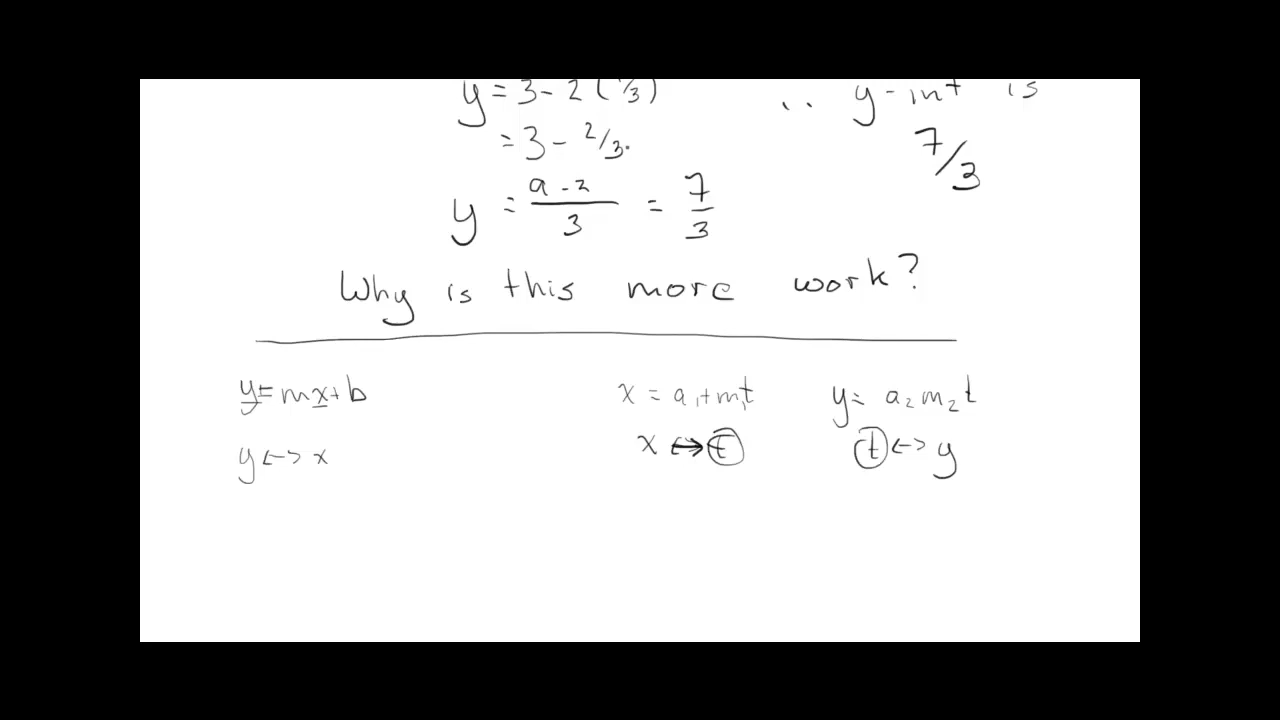 y = 3 - 2 (1/3)
= 3 - 2/3.
y = 9 - 2 / 3 = 7/3
∴ y-int is
7/3
Why is this more work?
y = mx + b
y <-> x
x = a₁ + m₁t
x <-> t
y = a₂ m₂ t
t <-> y